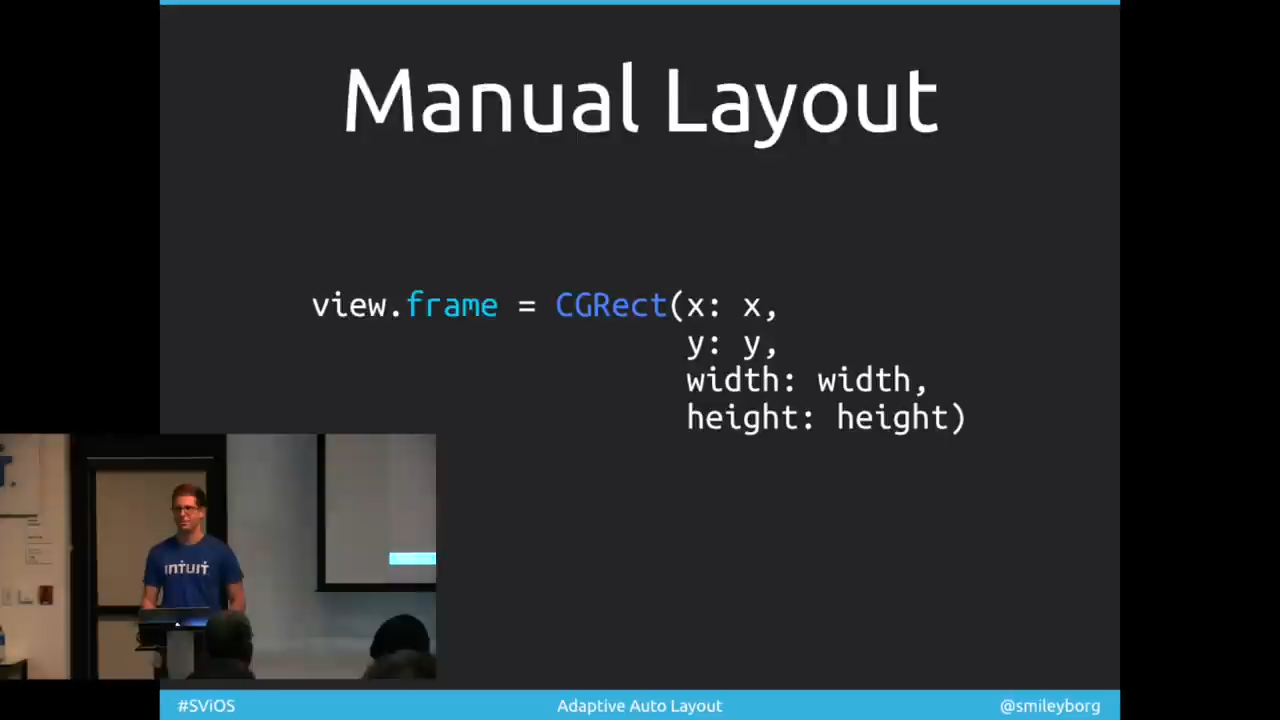 Manual Layout
view.frame = CGRect(x: x,
y: y,
width: width,
height: height)
INTUIT
#SViOS
Adaptive Auto Layout
@smileyborg